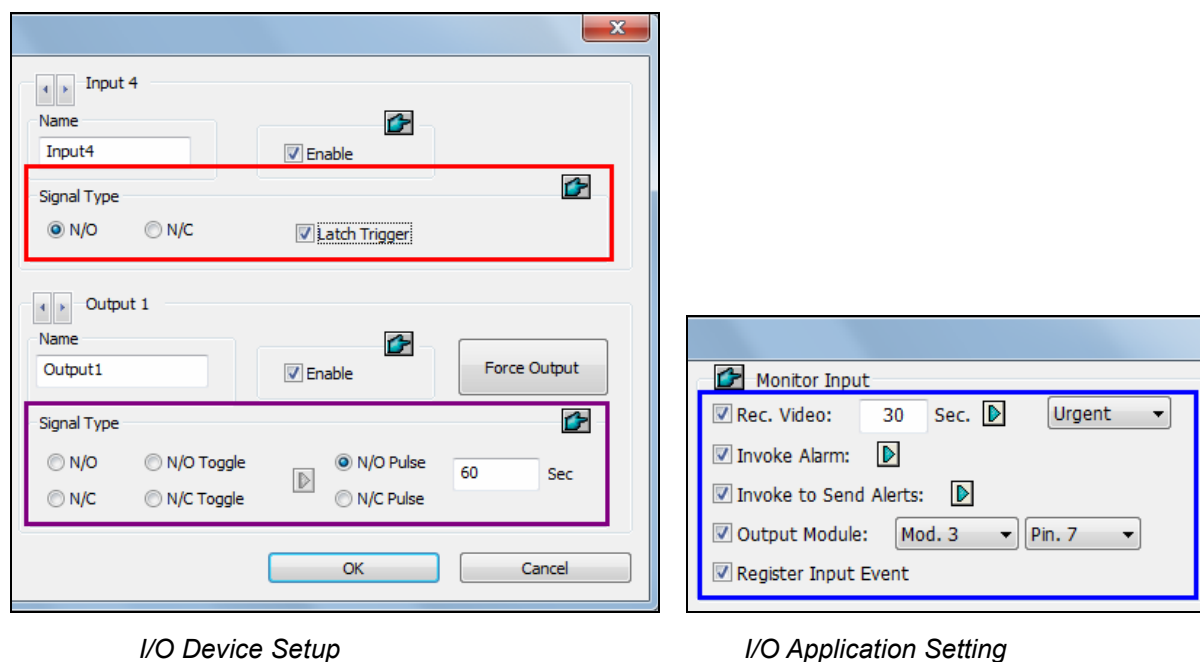 x
Input 4
Name
Input4
Enable
Signal Type
N/O
N/C
Latch Trigger
Output 1
Name
Output1
Enable
Force Output
Signal Type
N/O
N/O Toggle
N/O Pulse
60
Sec
N/C
N/C Toggle
N/C Pulse
OK
Cancel
I/O Device Setup
Monitor Input
Rec. Video:
30
Sec.
Urgent
Invoke Alarm:
Invoke to Send Alerts:
Output Module:
Mod. 3
Pin. 7
Register Input Event
I/O Application Setting